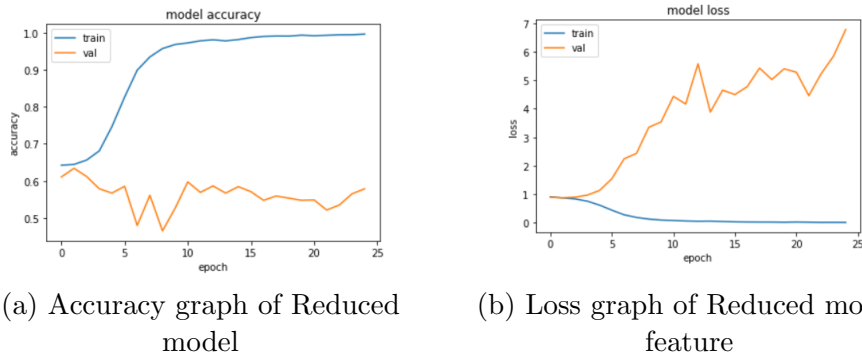 model accuracy
train
val
1.0
0.9
0.8
0.7
0.6
0.5
accuracy
0 5 10 15 20 25
epoch
model loss
train
val
7
6
5
4
3
2
1
0
loss
0 5 10 15 20 25
epoch
(a) Accuracy graph of Reduced
model
(b) Loss graph of Reduced mo
feature